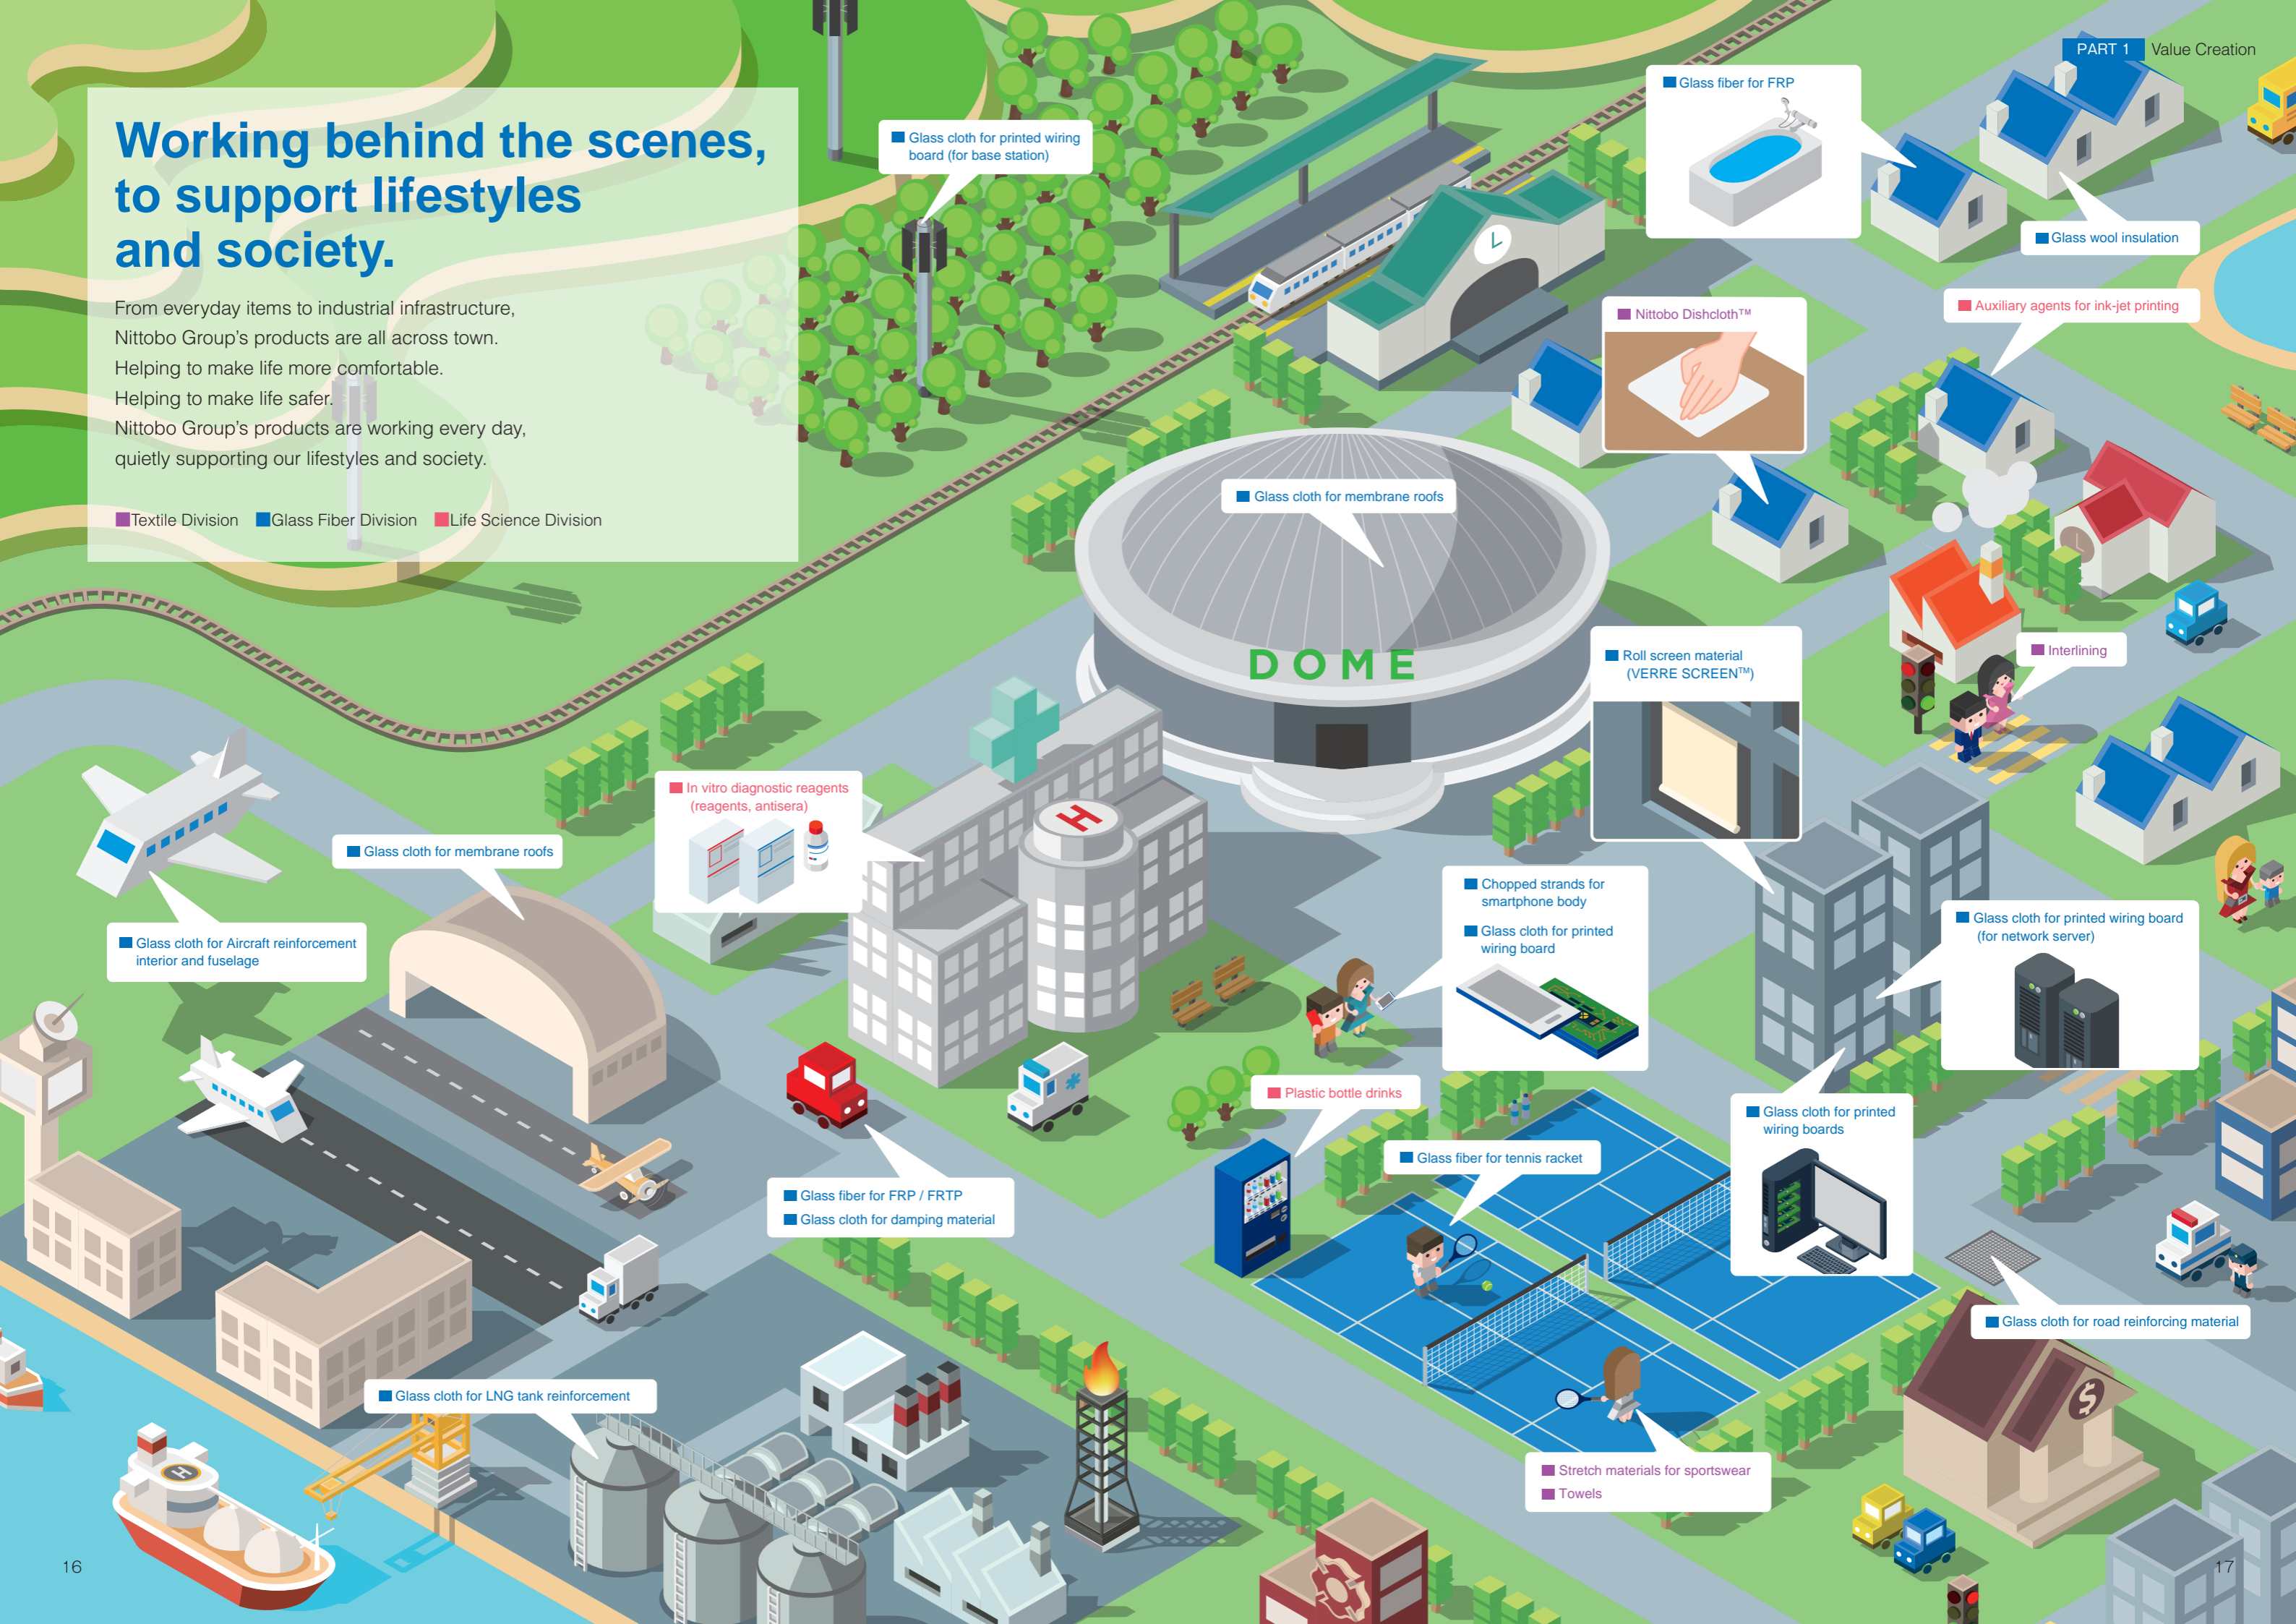 PART 1 Value Creation
Working behind the scenes,
to support lifestyles
and society.
From everyday items to industrial infrastructure,
Nittobo Group's products are all across town.
Helping to make life more comfortable.
Helping to make life safer.
Nittobo Group's products are working every day,
quietly supporting our lifestyles and society.
Textile Division Glass Fiber Division Life Science Division
Glass cloth for printed wiring
board (for base station)
Glass fiber for FRP
Glass wool insulation
Auxiliary agents for ink-jet printing
Nittobo Dishcloth™
Glass cloth for membrane roofs
DOME
Roll screen material
(VERRE SCREEN™)
Interlining
In vitro diagnostic reagents
(reagents, antisera)
H
Glass cloth for membrane roofs
Glass cloth for Aircraft reinforcement
interior and fuselage
Chopped strands for
smartphone body
Glass cloth for printed
wiring board
Glass cloth for printed wiring board
(for network server)
Plastic bottle drinks
Glass cloth for printed
wiring boards
Glass fiber for tennis racket
Glass fiber for FRP / FRTP
Glass cloth for damping material
Glass cloth for road reinforcing material
$
Glass cloth for LNG tank reinforcement
H
Stretch materials for sportswear
Towels
16
17